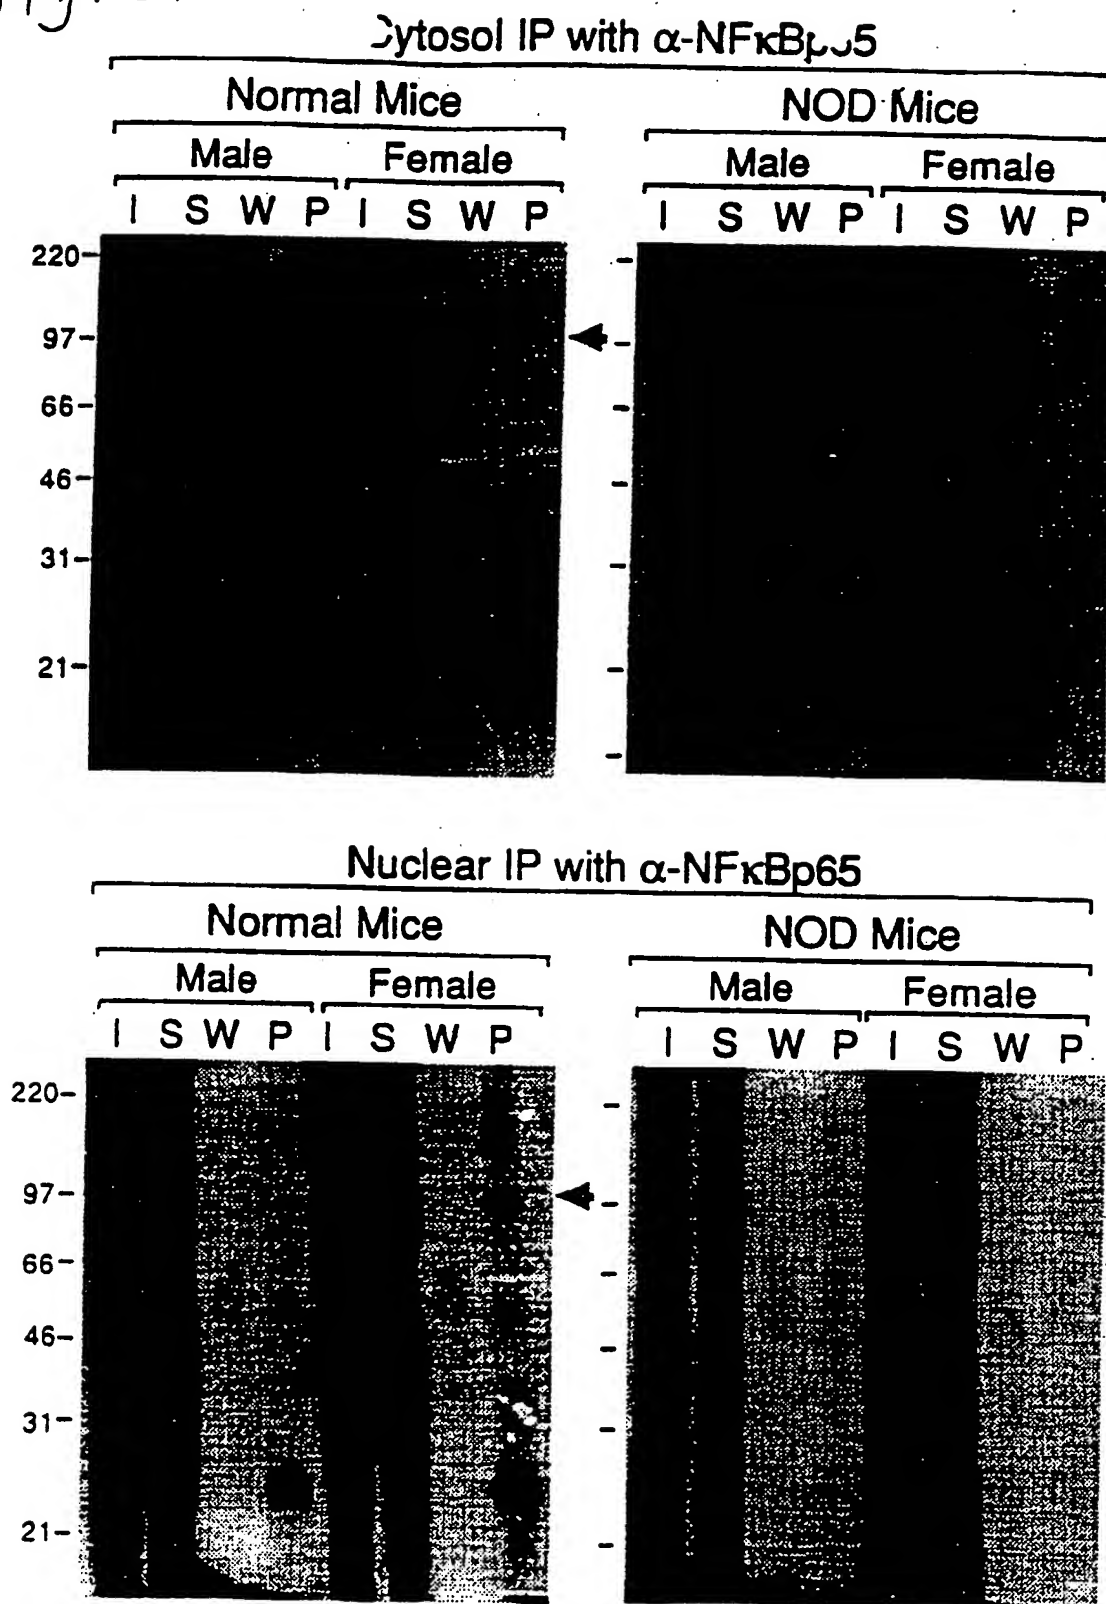 Cytosol IP with α-NFκBp65
Normal Mice NOD Mice
Male Female Male Female
I S W P I S W P I S W P I S W P
220-
97-
66-
46-
31-
21-
Nuclear IP with α-NFκBp65
Normal Mice NOD Mice
Male Female Male Female
I S W P I S W P I S W P I S W P
220-
97-
66-
46-
31-
21-